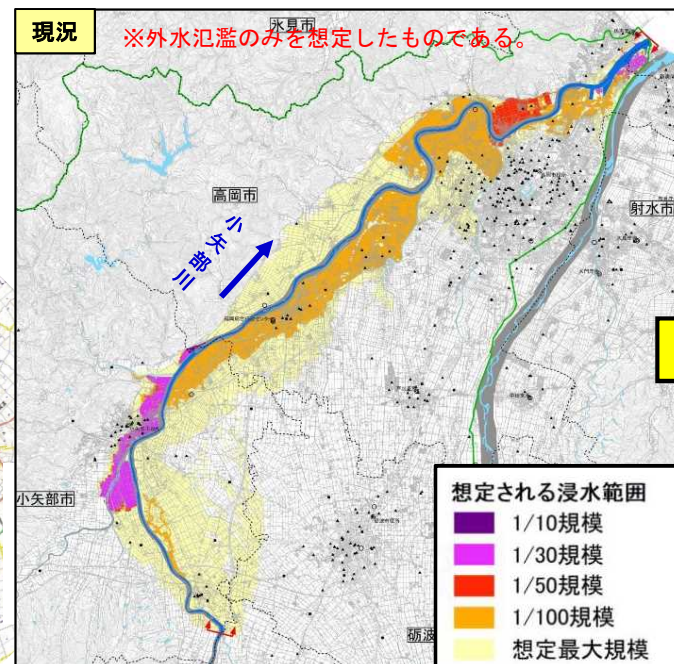 現況
※外水氾濫のみを想定したものである。
氷見市
高岡市
小矢部川
射水市
小矢部市
砺波
想定される浸水範囲
1/10規模
1/30規模
1/50規模
1/100規模
想定最大規模